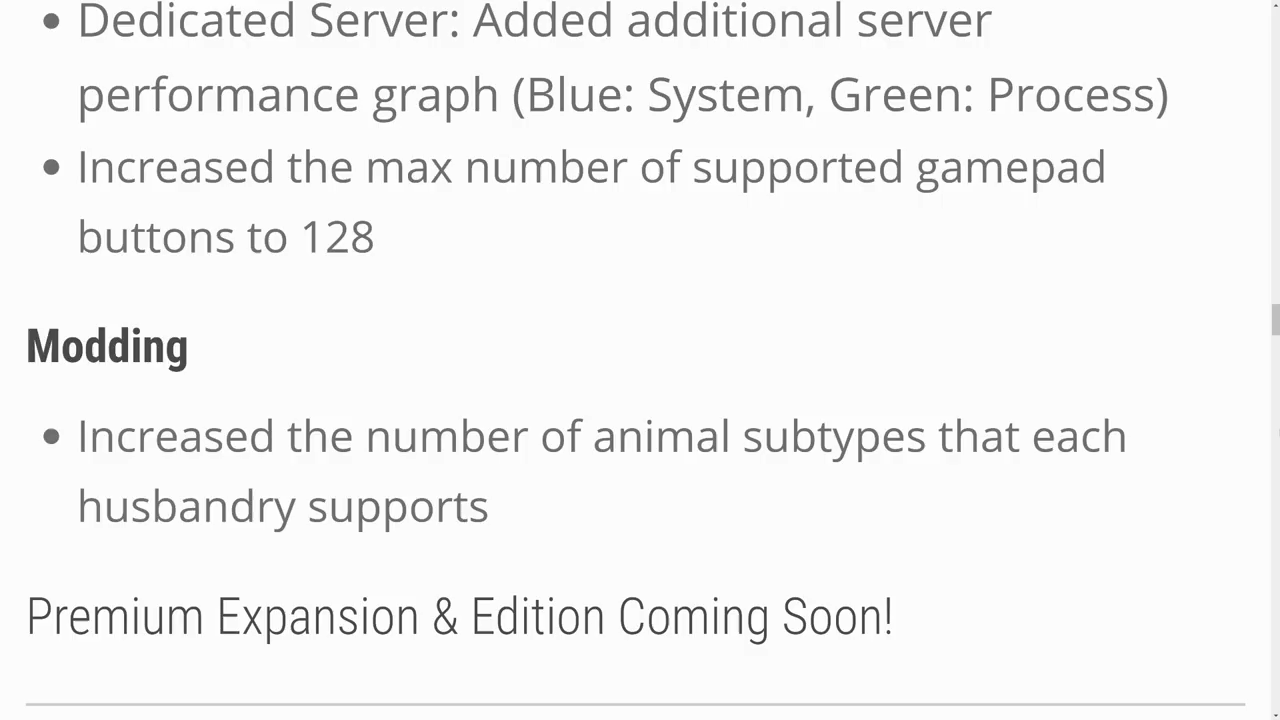 • Dedicated Server: Added additional server
performance graph (Blue: System, Green: Process)
• Increased the max number of supported gamepad
buttons to 128
Modding
• Increased the number of animal subtypes that each
husbandry supports
Premium Expansion & Edition Coming Soon!